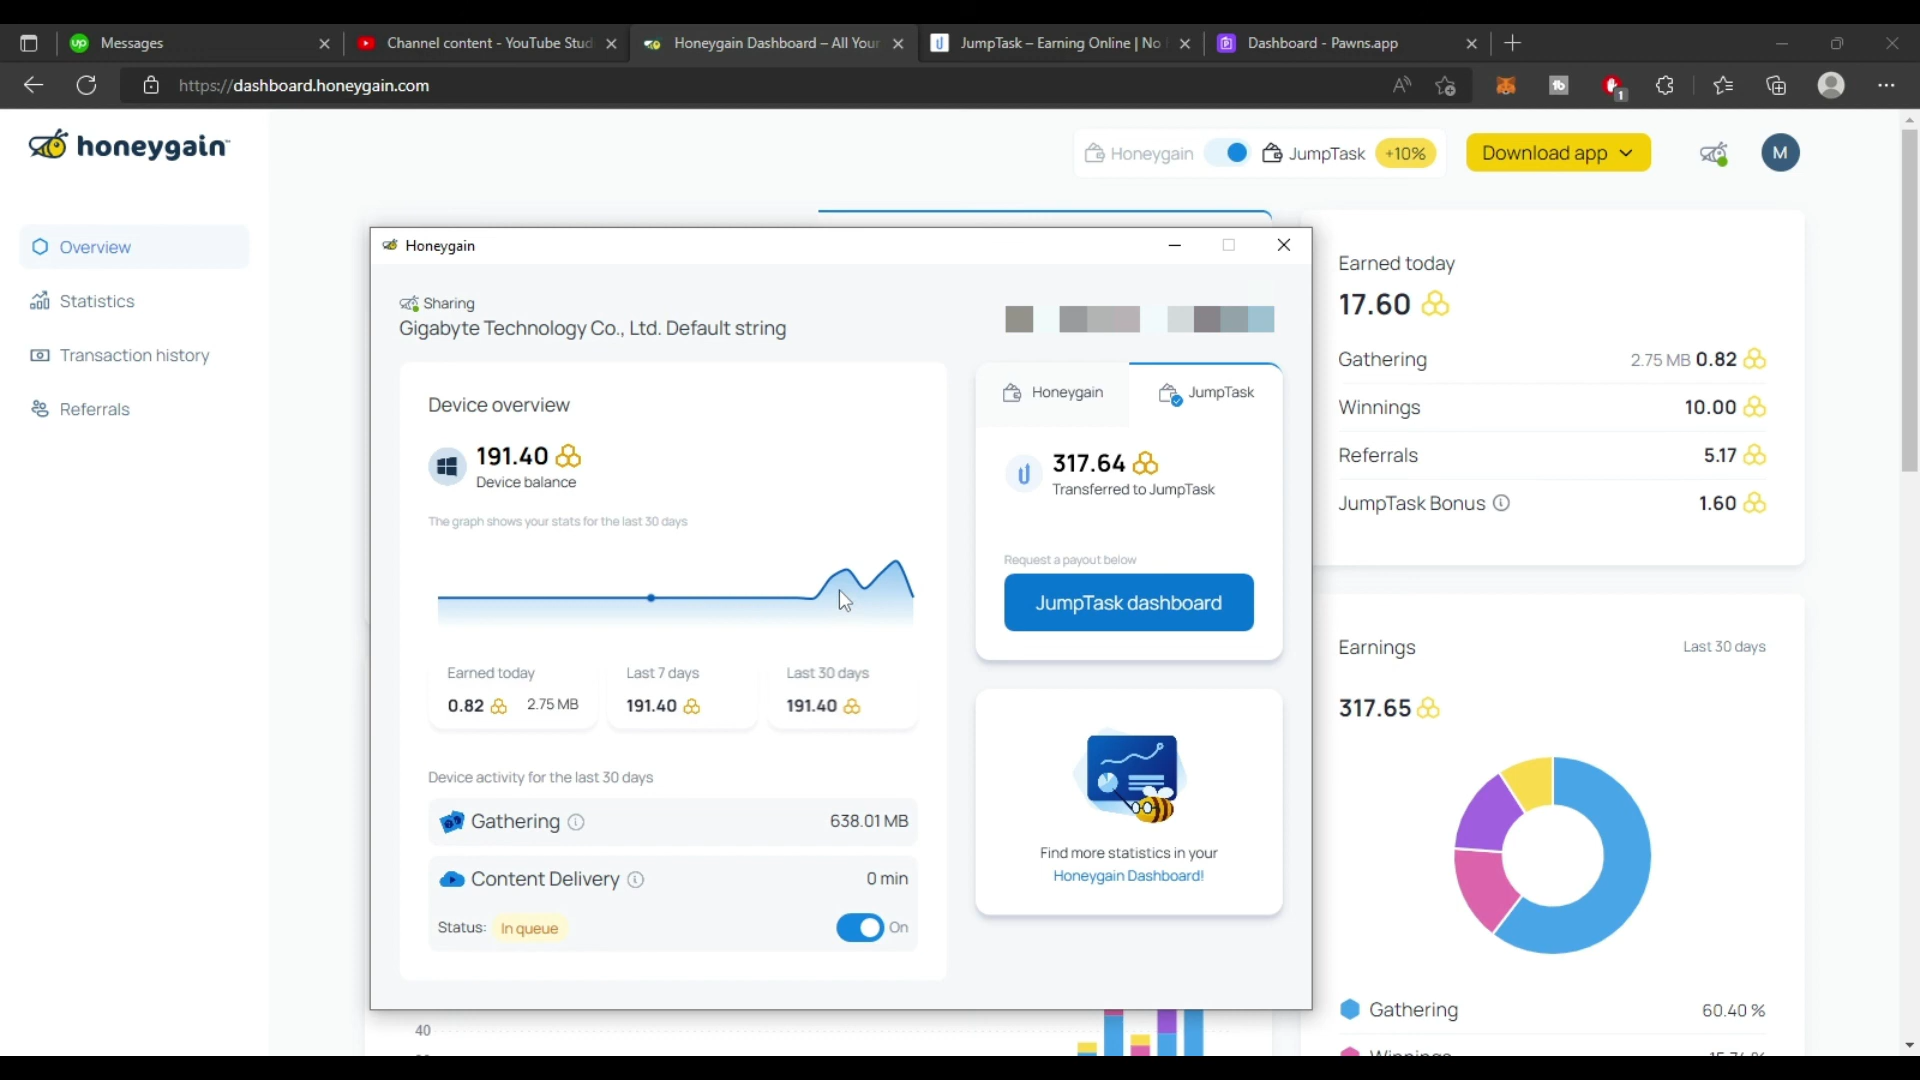 Messages
Channel content - YouTube Stud
Honeygain Dashboard – All Your
JumpTask – Earning Online | No
Dashboard - Pawns.app
https://dashboard.honeygain.com
1
honeygain
Honeygain
JumpTask
+10%
Download app
M
Overview
Statistics
Transaction history
Referrals
Honeygain
Sharing
Gigabyte Technology Co., Ltd. Default string
Device overview
191.40
Device balance
The graph shows your stats for the last 30 days
Earned today
0.82
2.75 MB
Last 7 days
191.40
Last 30 days
191.40
Device activity for the last 30 days
Gathering
638.01 MB
Content Delivery
0 min
Status: In queue
On
Honeygain
JumpTask
317.64
Transferred to JumpTask
Request a payout below
JumpTask dashboard
Find more statistics in your
Honeygain Dashboard!
Earned today
17.60
Gathering
2.75 MB 0.82
Winnings
10.00
Referrals
5.17
JumpTask Bonus
1.60
Earnings
Last 30 days
317.65
Gathering
60.40 %
40